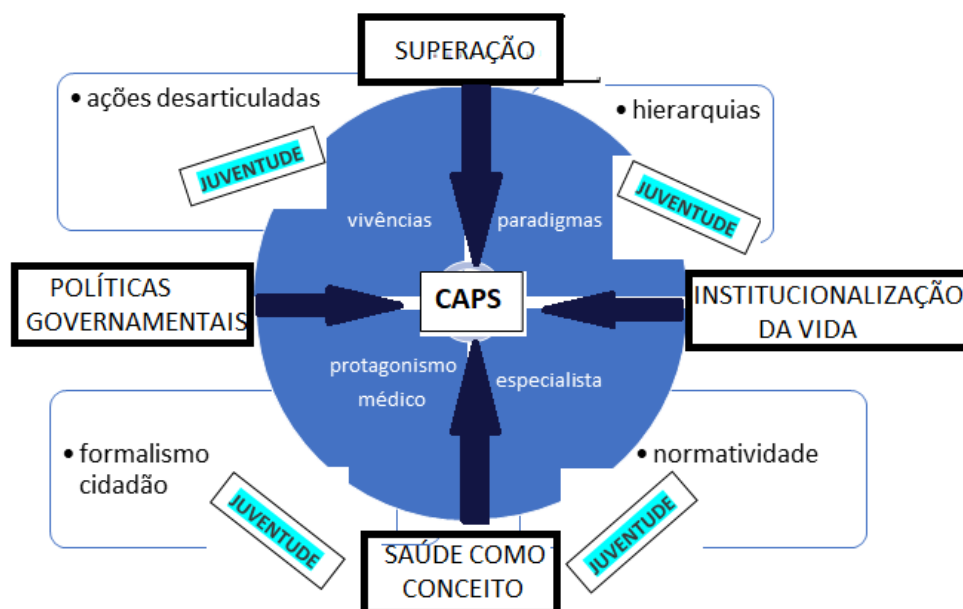 SUPERAÇÃO
• ações desarticuladas
• hierarquias
JUVENTUDE
JUVENTUDE
vivências
paradigmas
POLÍTICAS
GOVERNAMENTAIS
CAPS
INSTITUCIONALIZAÇÃO
DA VIDA
protagonismo
médico
especialista
• formalismo
cidadão
• normatividade
JUVENTUDE
JUVENTUDE
SAÚDE COMO
CONCEITO